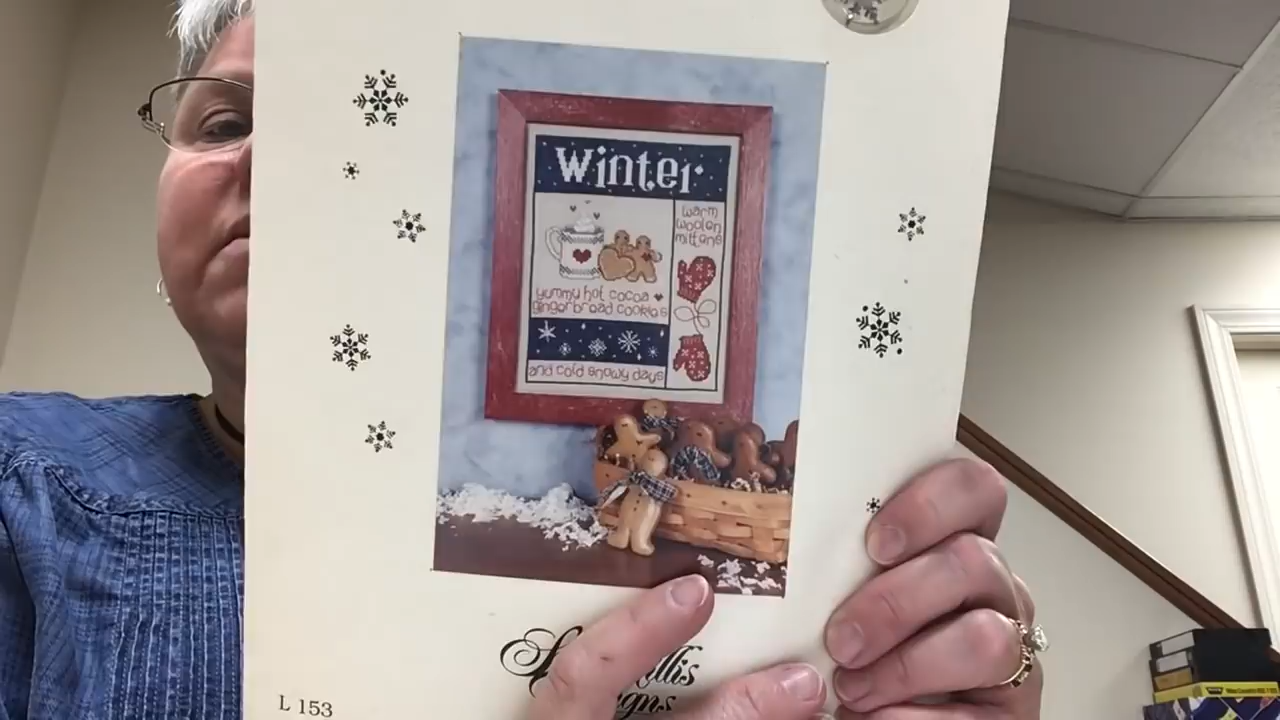 Winter
warm
woolen
mittens
yummy hot cocoa
gingerbread cookies
and cold snowy days
L 153